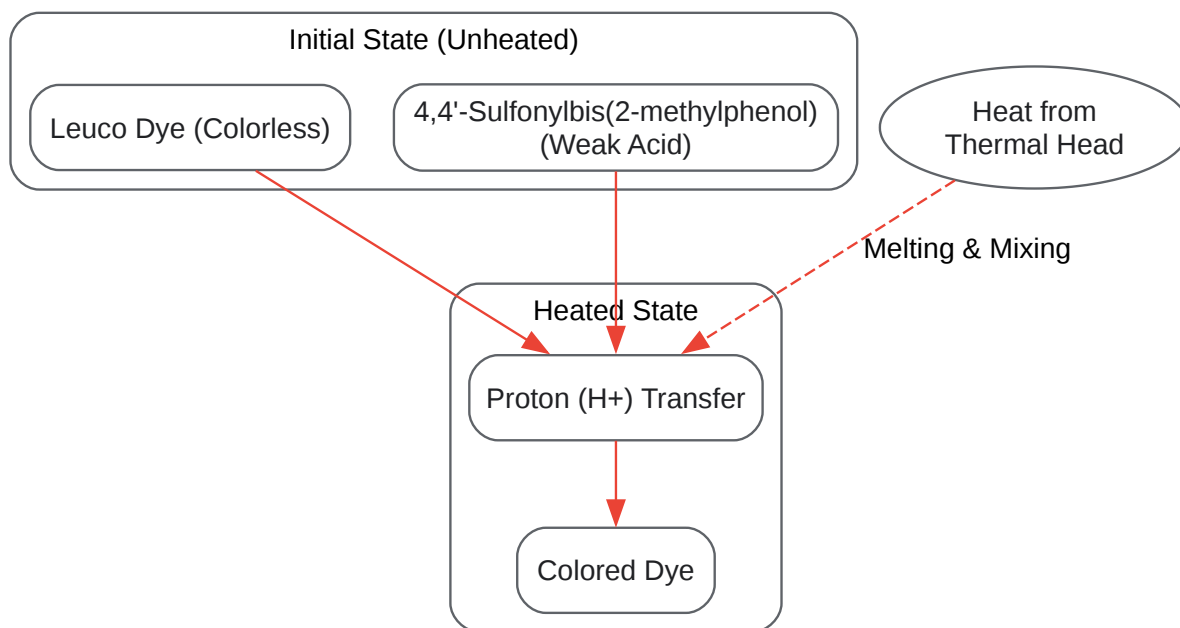 Initial State (Unheated)
Leuco Dye (Colorless)
4,4'-Sulfonylbis(2-methylphenol)
(Weak Acid)
Heat from
Thermal Head
Melting & Mixing
Heated State
Proton (H+) Transfer
Colored Dye